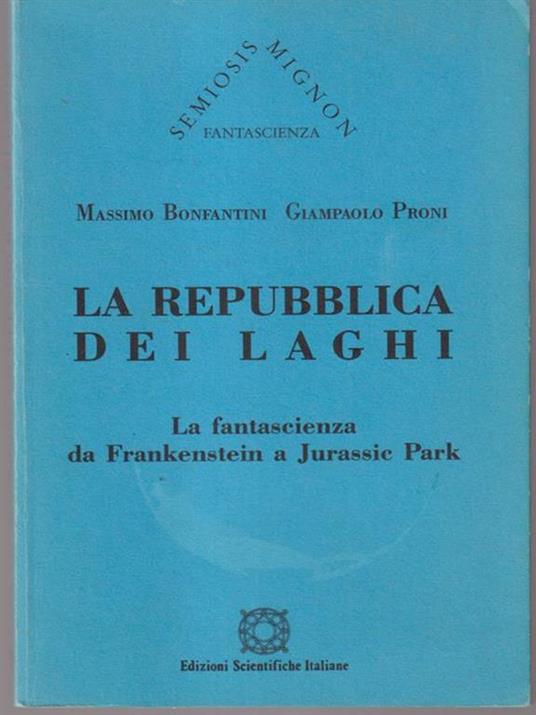 SEMIOSIS MIGNON
FANTASCIENZA
MASSIMO BONFANTINI GIAMPAOLO PRONI
LA REPUBBLICA
DEI LAGHI
La fantascienza
da Frankenstein a Jurassic Park
Edizioni Scientifiche Italiane